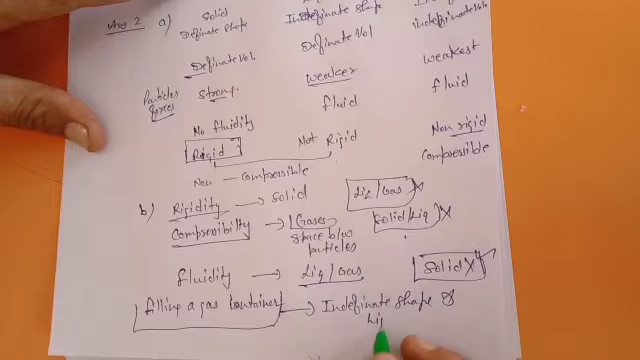 Ans 2 a) Solid
Definate shape Indefinate shape
Definate Vol. Definate Vol indefinateVol.
Particles forces Strong. weaker weakest
No fluidity fluid fluid
Rigid Not Rigid Non rigid
Non - compressible Compressible
b) Rigidity → solid Liq/Gas X
Compressibilty → Gases Solid/Liq X
space b/w
particles
fluidity → Liq/Gas Solid X
filling a gas Container → Indefinate shape &